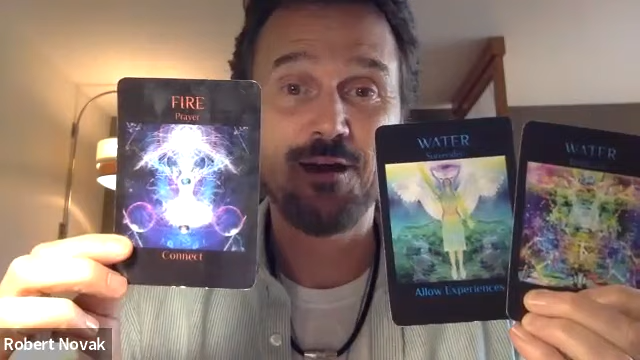 FIRE
Prayer
Connect
WATER
Surrender
Allow Experiences
WATER
Robert Novak